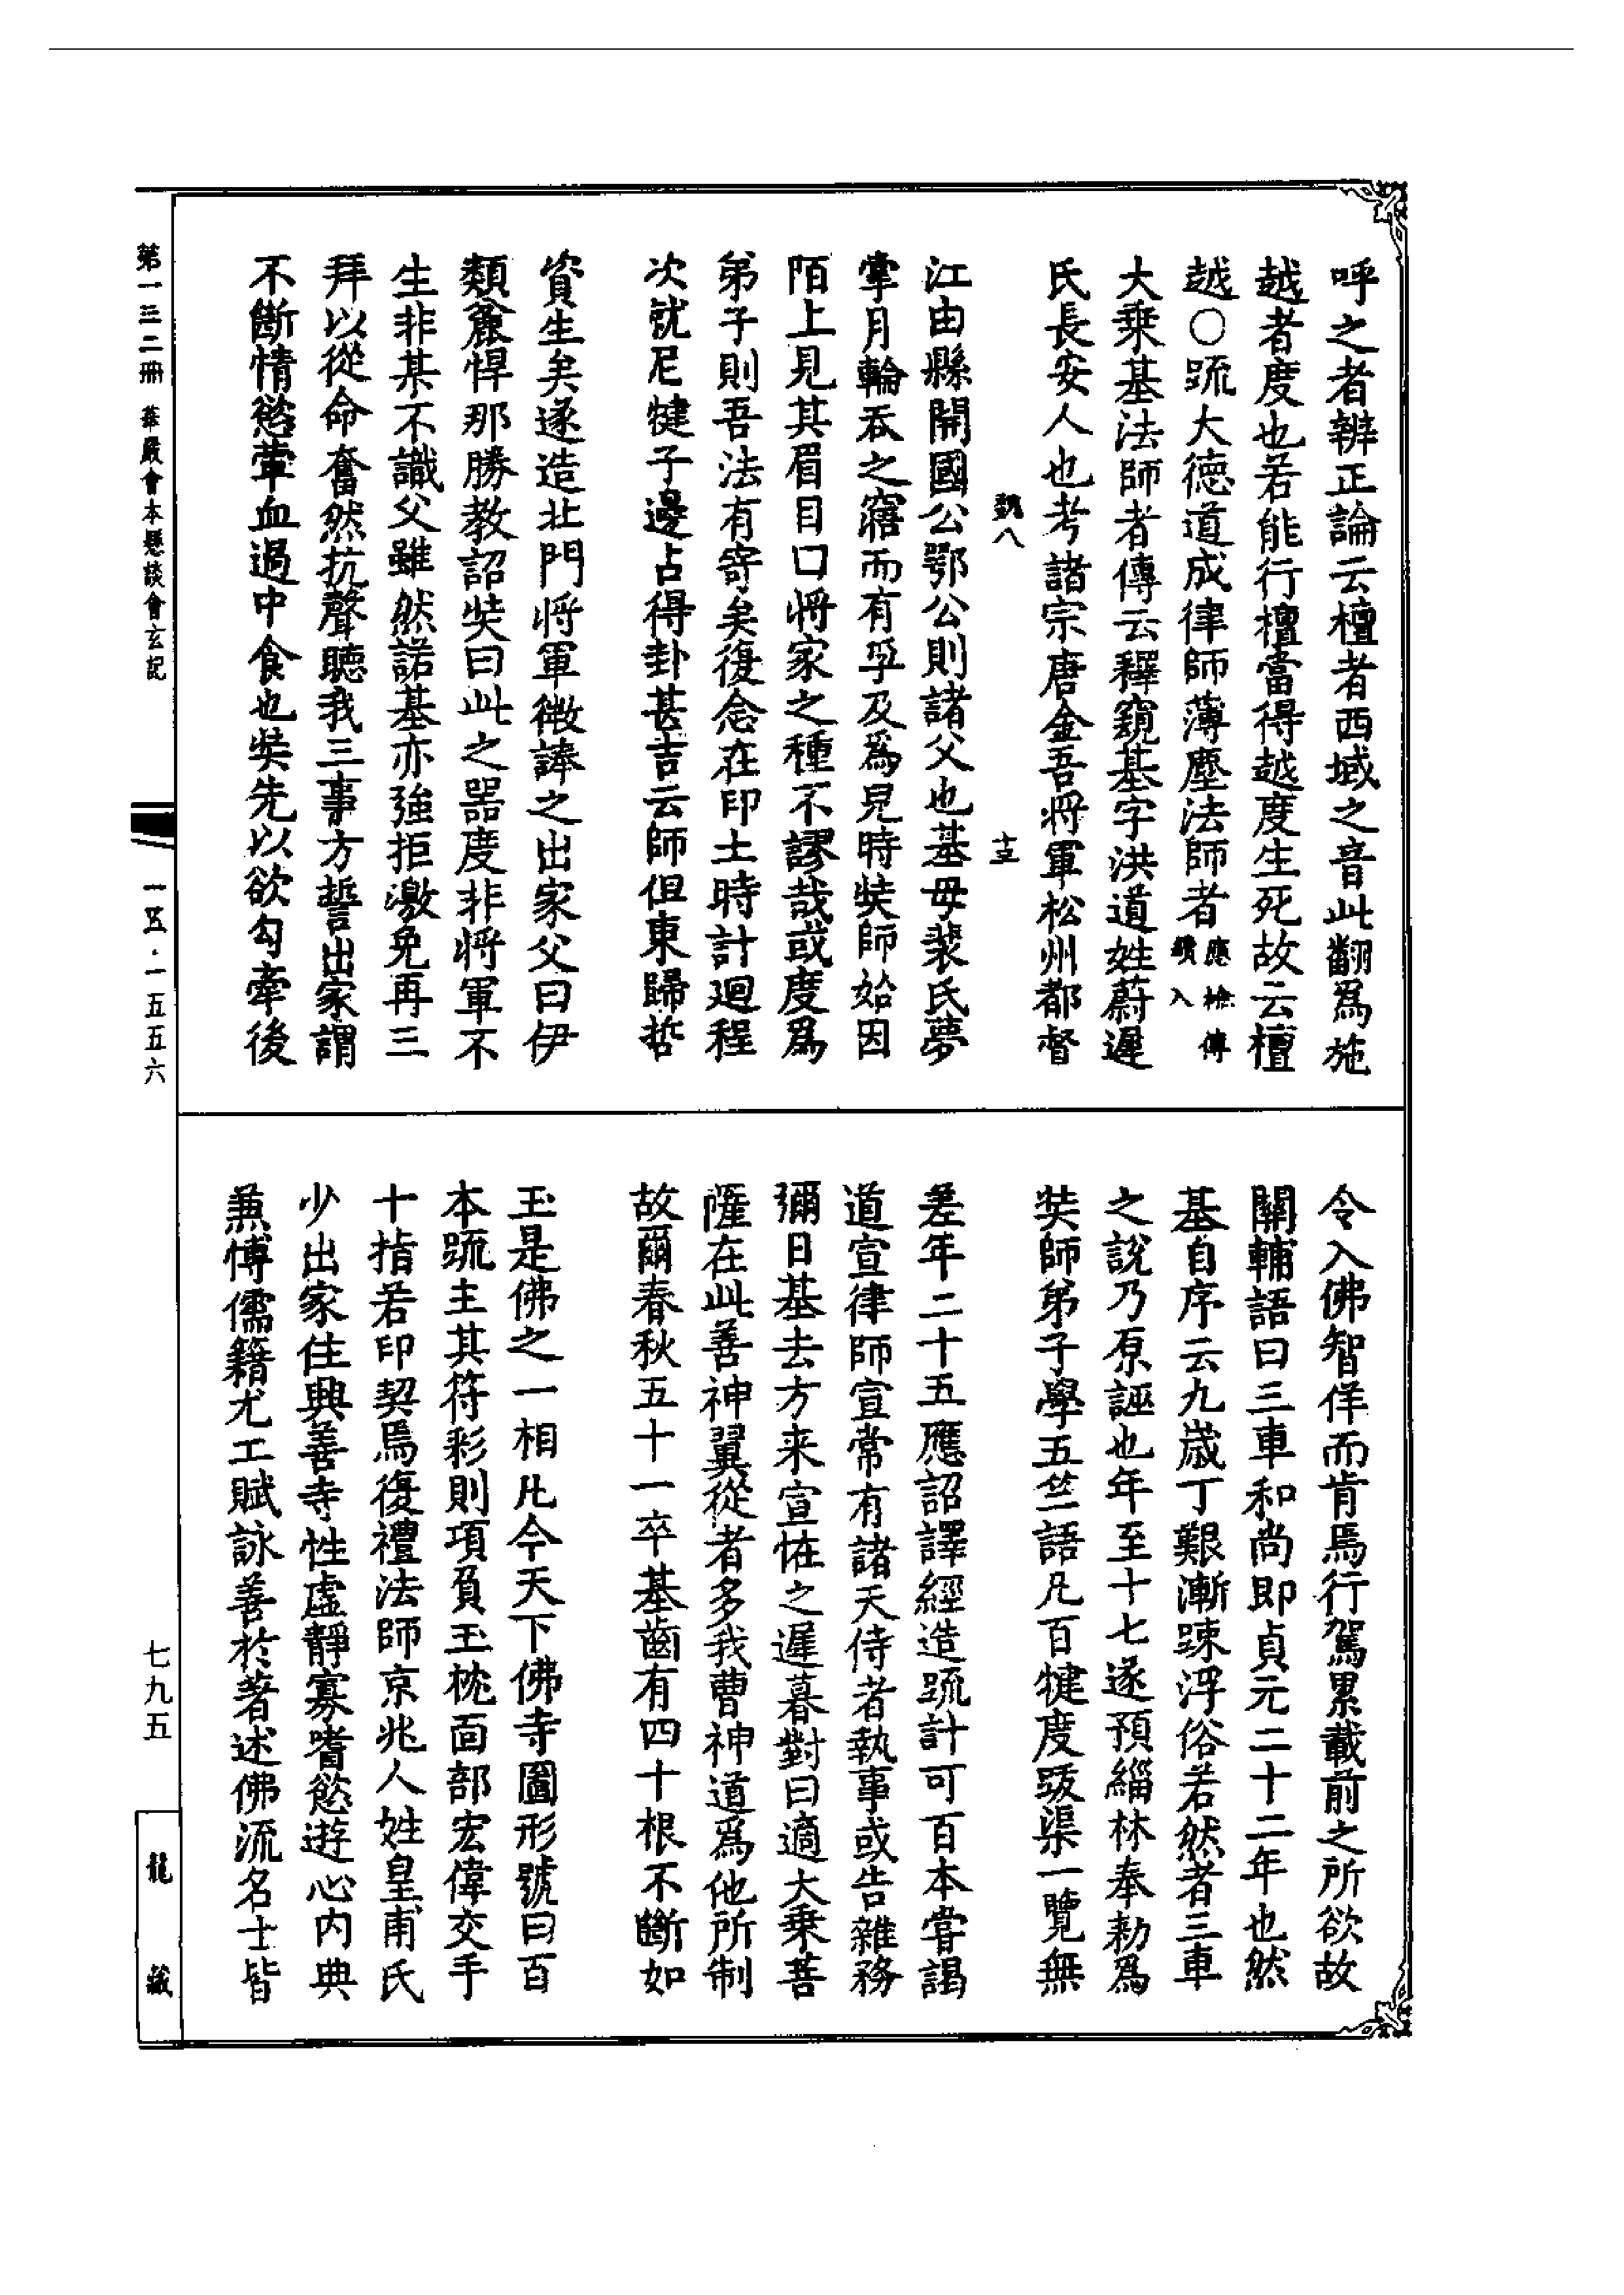 呼之者辨正論云檀者西域之音此翻爲施
越者度也若能行檀當得越度生死故云檀
越○䟽大德道成律師薄塵法師者應檢傳續入
大乗基法師者傳云釋窺基字洪道姓蔚遲
氏長安人也考諸宗唐金吾將軍松州都督
魏八
十五
江由縣開國公鄂公則諸父也基母裴氏夢
掌月輪吞之寤而有孚及爲兒時奘師始因
陌上見其眉目口將家之種不謬哉或度爲
弟子則吾法有寄矣復念在印土時計迴程
次就尼犍子邊占得卦甚吉云師但東歸哲
資生矣遂造北門將軍微諫之出家父曰伊
類麄悍那勝教詔奘曰此之噐度非將軍不
生非某不識父雖然諾基亦強拒激免再三
拜以從命奮然抗聲聽我三事方誓出家謂
不斷情慾葷血過中食也奘先以欲勾牽後
令入佛智佯而肯焉行駕累載前之所欲故
關輔語曰三車和尚即貞元二十二年也然
基自序云九歲丁艱漸踈浮俗若然者三車
之說乃原誣也年至十七遂預緇林奉勑爲
奘師弟子學五竺語凡百犍度跋渠一覽無
差年二十五應詔譯經造䟽計可百本甞謁
道宣律師宣常有諸天侍者執事或告雜務
彌日基去方来宣怪之遲暮對曰適大乗菩
薩在此善神翼從者多我曹神道爲他所制
故爾春秋五十一卒基齒有四十根不斷如
玉是佛之一相凡今天下佛寺圖形號曰百
本䟽主其符彩則項負玉枕面部宏偉交手
十指若印契焉復禮法師京兆人姓皇甫氏
少出家住興善寺性虛靜寡嗜慾遊心内典
兼慱儒籍尤工賦詠善於著述佛流名士皆
第一三二冊 華嚴會本懸談會玄記
一五·一五五六
七九五
龍藏